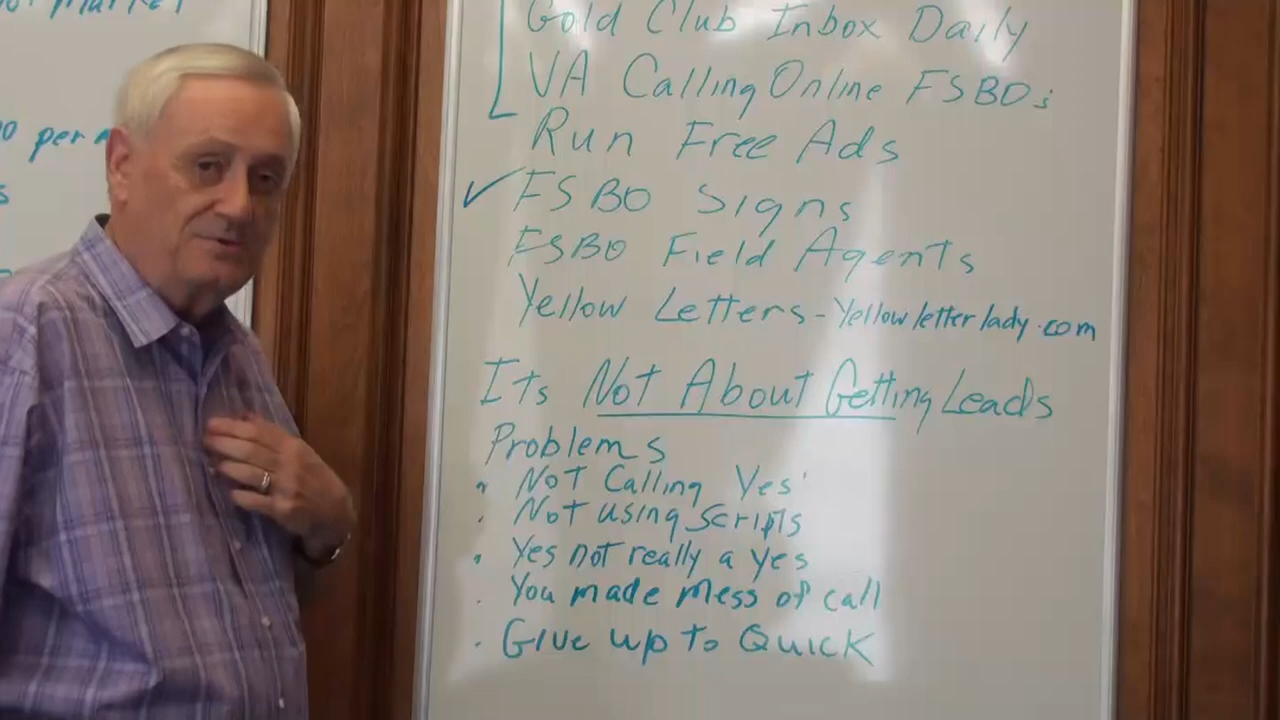 per
Gold Club Inbox Daily
VA Calling Online FSBOs
Run Free Ads
✓ FSBO Signs
FSBO Field Agents
Yellow Letters - Yellowletterlady.com
Its Not About Getting Leads
Problems
• Not Calling Yes'
• Not using scripts
• Yes not really a yes
• You made mess of call
• Give up to Quick